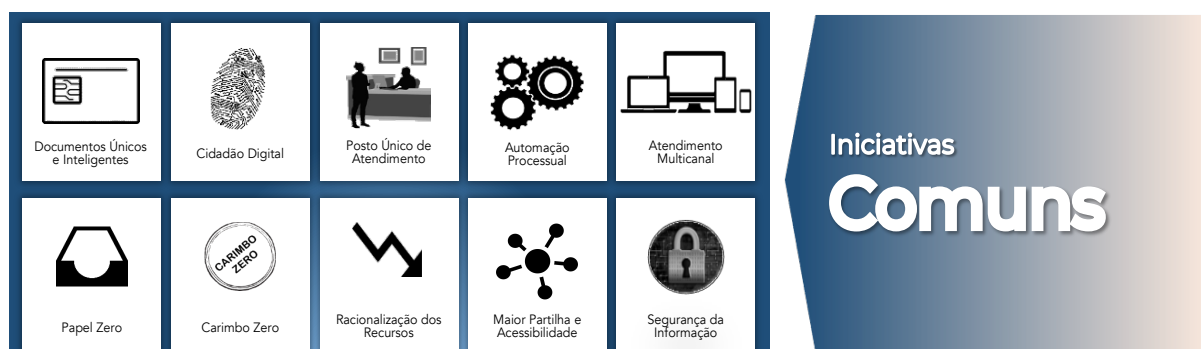 Documentos Únicos
e Inteligentes
Cidadão Digital
Posto Único de
Atendimento
Automação
Processual
Atendimento
Multicanal
CARIMBO
ZERO
Papel Zero
Carimbo Zero
Racionalização dos
Recursos
Maior Partilha e
Acessibilidade
Segurança da
Informação
Iniciativas
Comuns